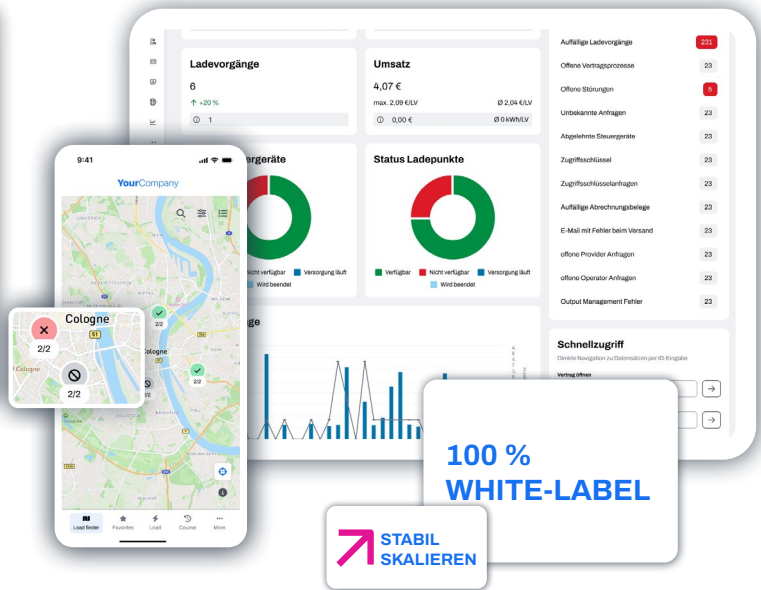 Ladevorgänge
6
↑ +20 %
1
Umsatz
4,07 €
max. 2,09 €/LV
Ø 2,04 €/LV
0,00 €
Ø 0 kWh/LV
ergeräte
Nicht verfügbar
Versorgung läuft
Wird beendet
Status Ladepunkte
Verfügbar
Nicht verfügbar
Versorgung läuft
Wird beendet
ge
Auffällige Ladevorgänge 231
Offene Vertragsprozesse 23
Offene Störungen 5
Unbekannte Anfragen 23
Abgelehnte Steuergeräte 23
Zugriffsschlüssel 23
Zugriffsschlüsselanfragen 23
Auffällige Abrechnungsbelege 23
E-Mail mit Fehler beim Versand 23
offene Provider Anfragen 23
offene Operator Anfragen 23
Output Management Fehler 23
Schnellzugriff
Direkte Navigation zu Datensätzen per ID-Eingabe
Vertrag öffnen
9:41
YourCompany
2/2
Cologne
2/2
2/2
Cologne
51
2/2
Cologne
2/2
Load finder
Favorites
Load
Course
More
100 %
WHITE-LABEL
STABIL
SKALIEREN